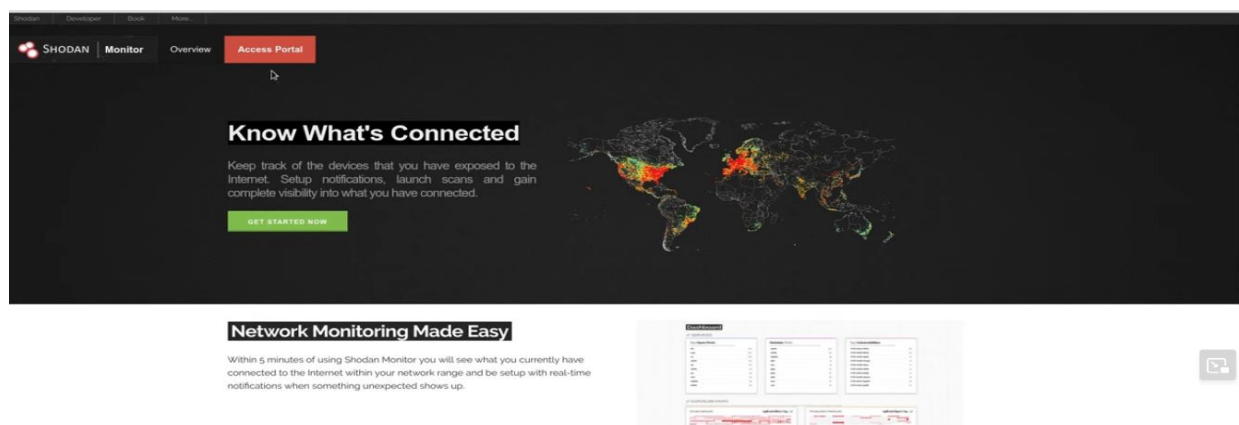 Shodan Developer Book More...
SHODAN Monitor Overview Access Portal
Know What's Connected
Keep track of the devices that you have exposed to the
Internet. Setup notifications, launch scans and gain
complete visibility into what you have connected.
GET STARTED NOW
Network Monitoring Made Easy
Within 5 minutes of using Shodan Monitor you will see what you currently have
connected to the Internet within your network range and be setup with real-time
notifications when something unexpected shows up.
Dashboard